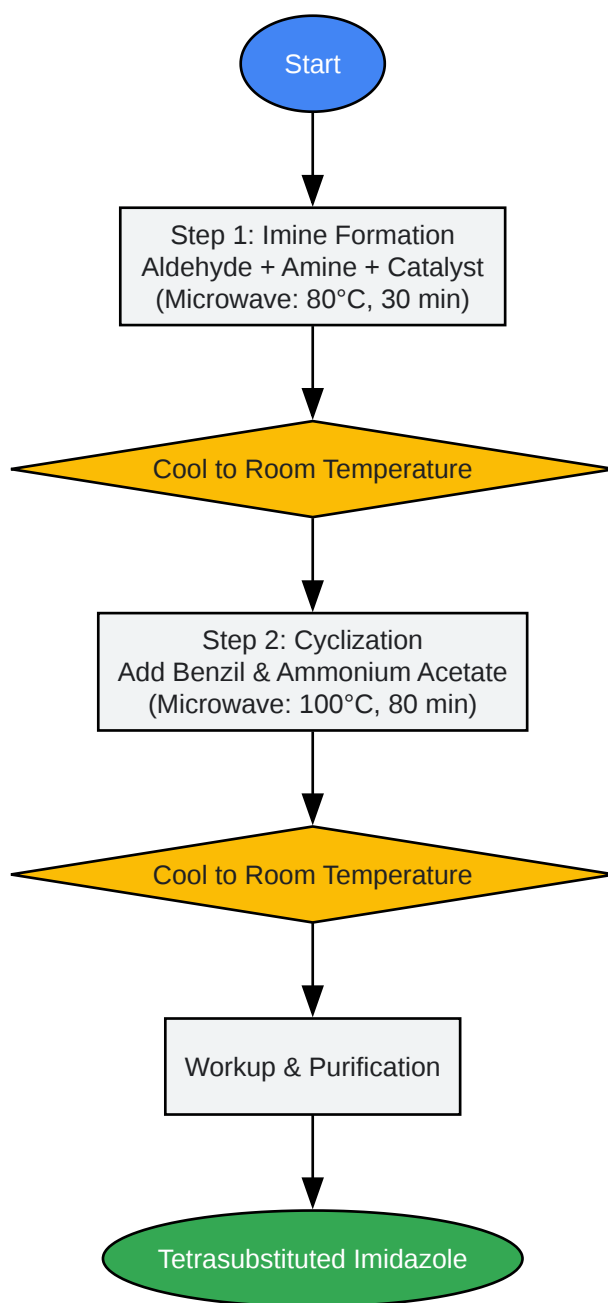 Start
Step 1: Imine Formation
Aldehyde + Amine + Catalyst
(Microwave: 80°C, 30 min)
Cool to Room Temperature
Step 2: Cyclization
Add Benzil & Ammonium Acetate
(Microwave: 100°C, 80 min)
Cool to Room Temperature
Workup & Purification
Tetrasubstituted Imidazole